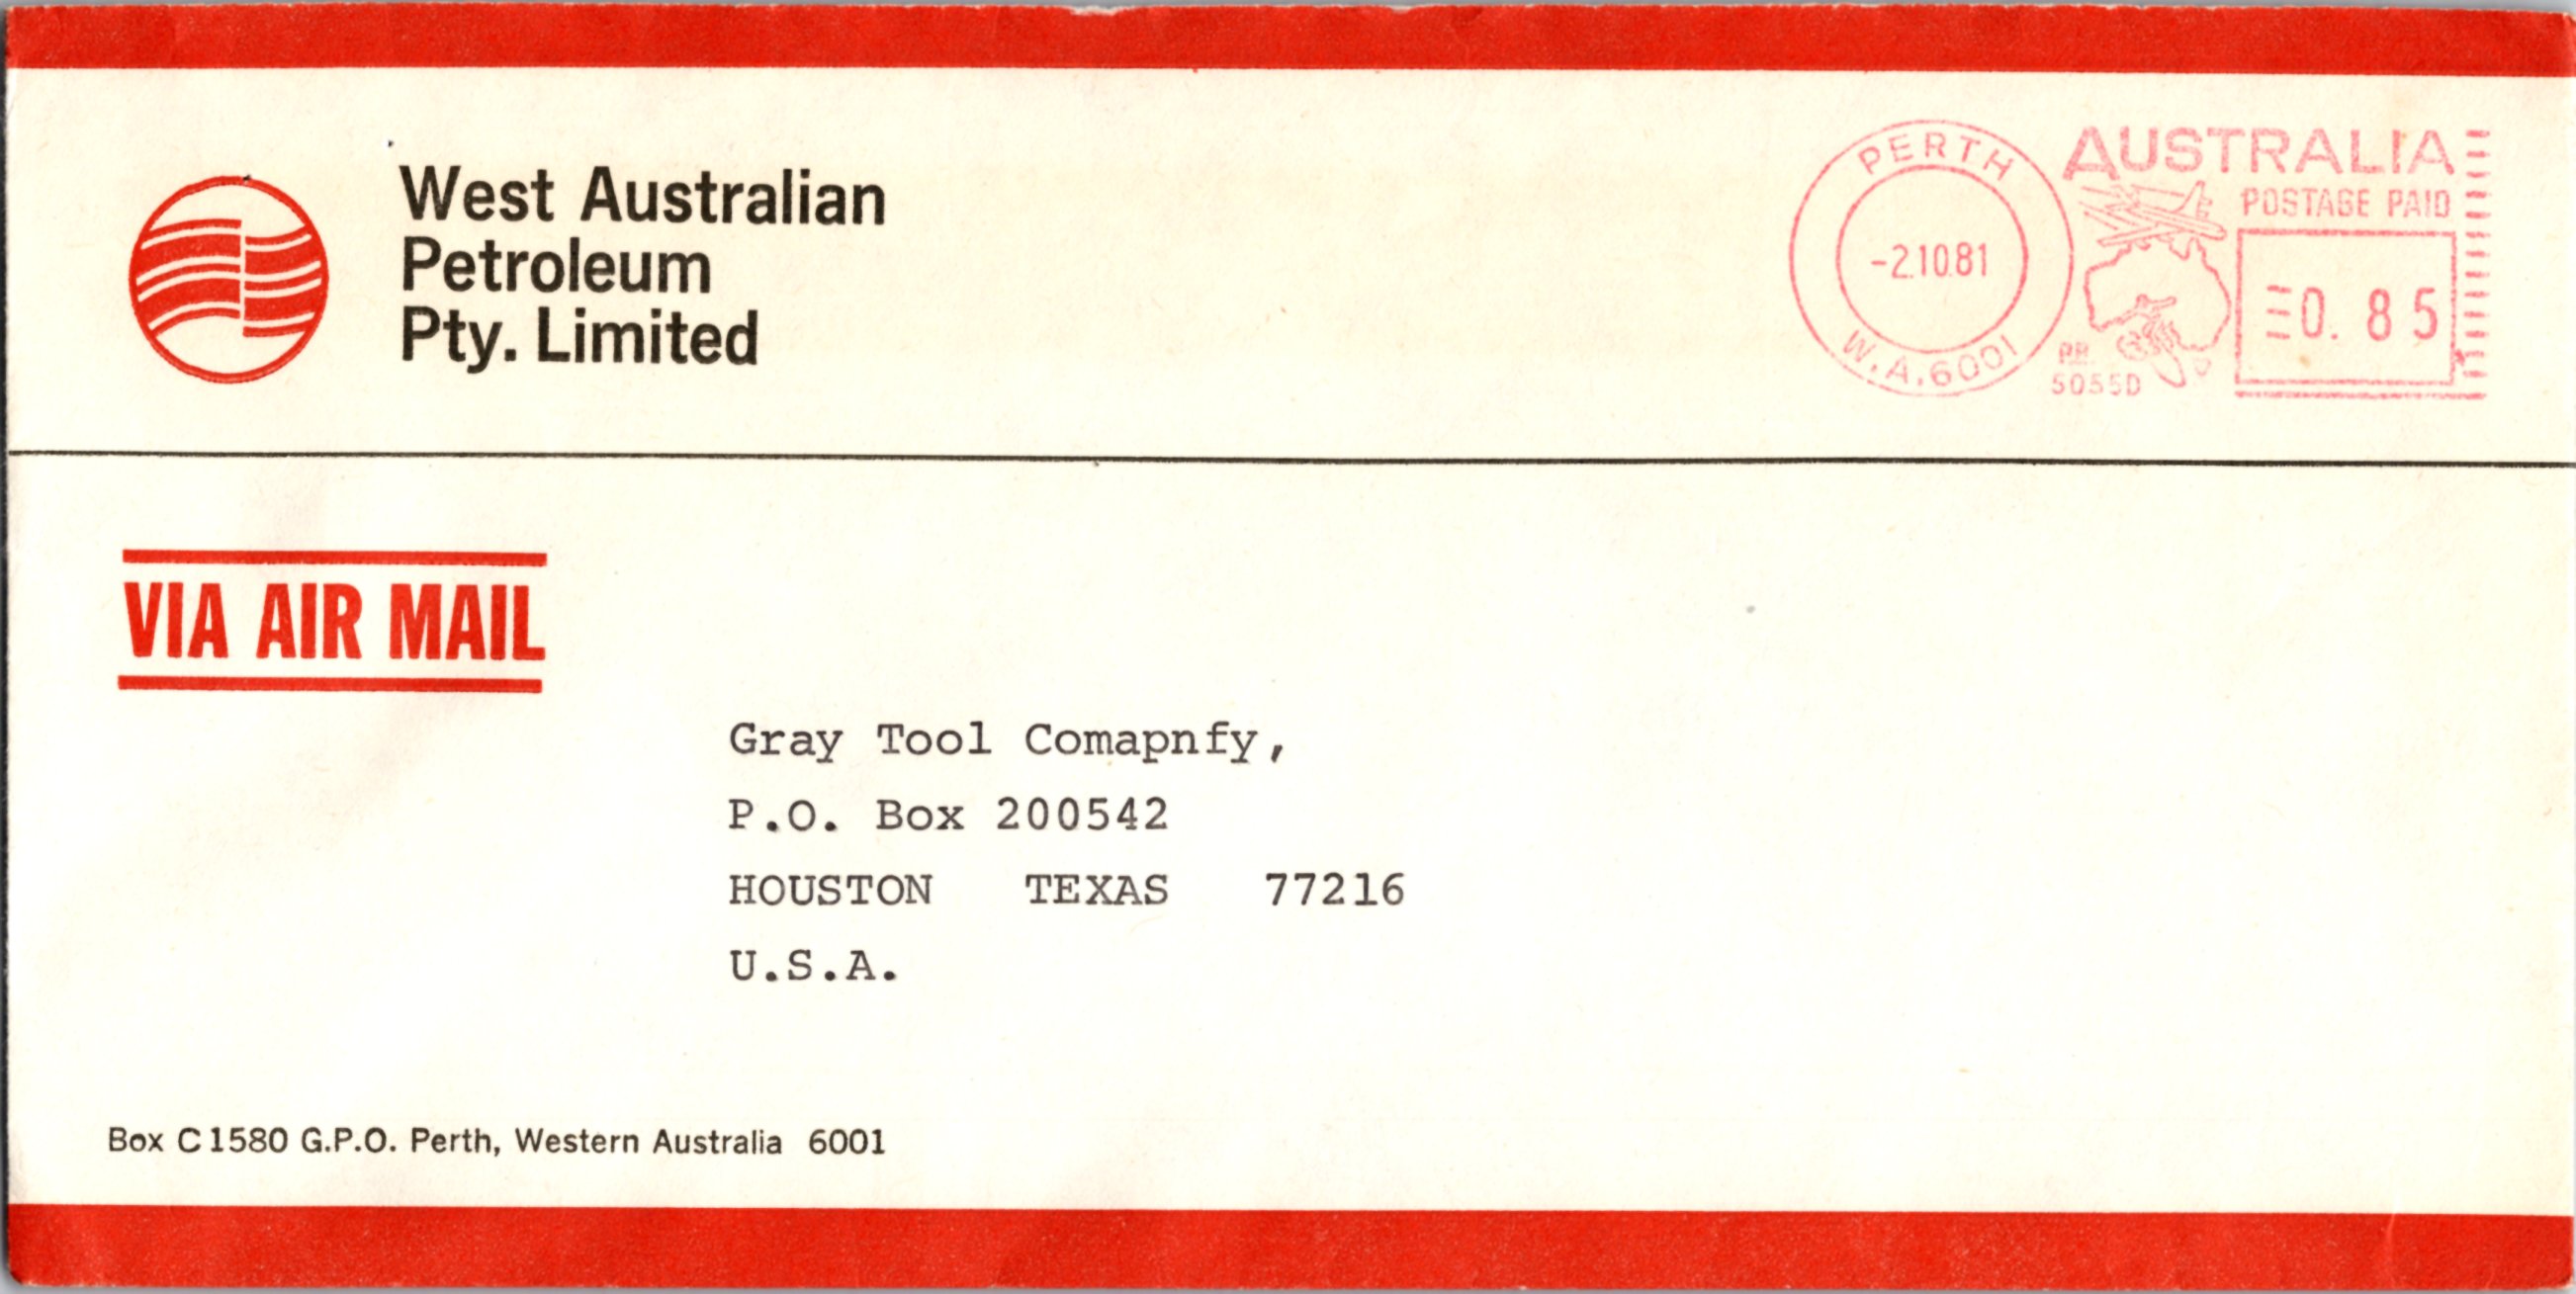 West Australian
Petroleum
Pty. Limited
PERTH
-2.10.81
W.A. 6001
AUSTRALIA
POSTAGE PAID
0.85
PB
5055D
VIA AIR MAIL
Gray Tool Comapnfy,
P.O. Box 200542
HOUSTON TEXAS 77216
U.S.A.
Box C1580 G.P.O. Perth, Western Australia 6001